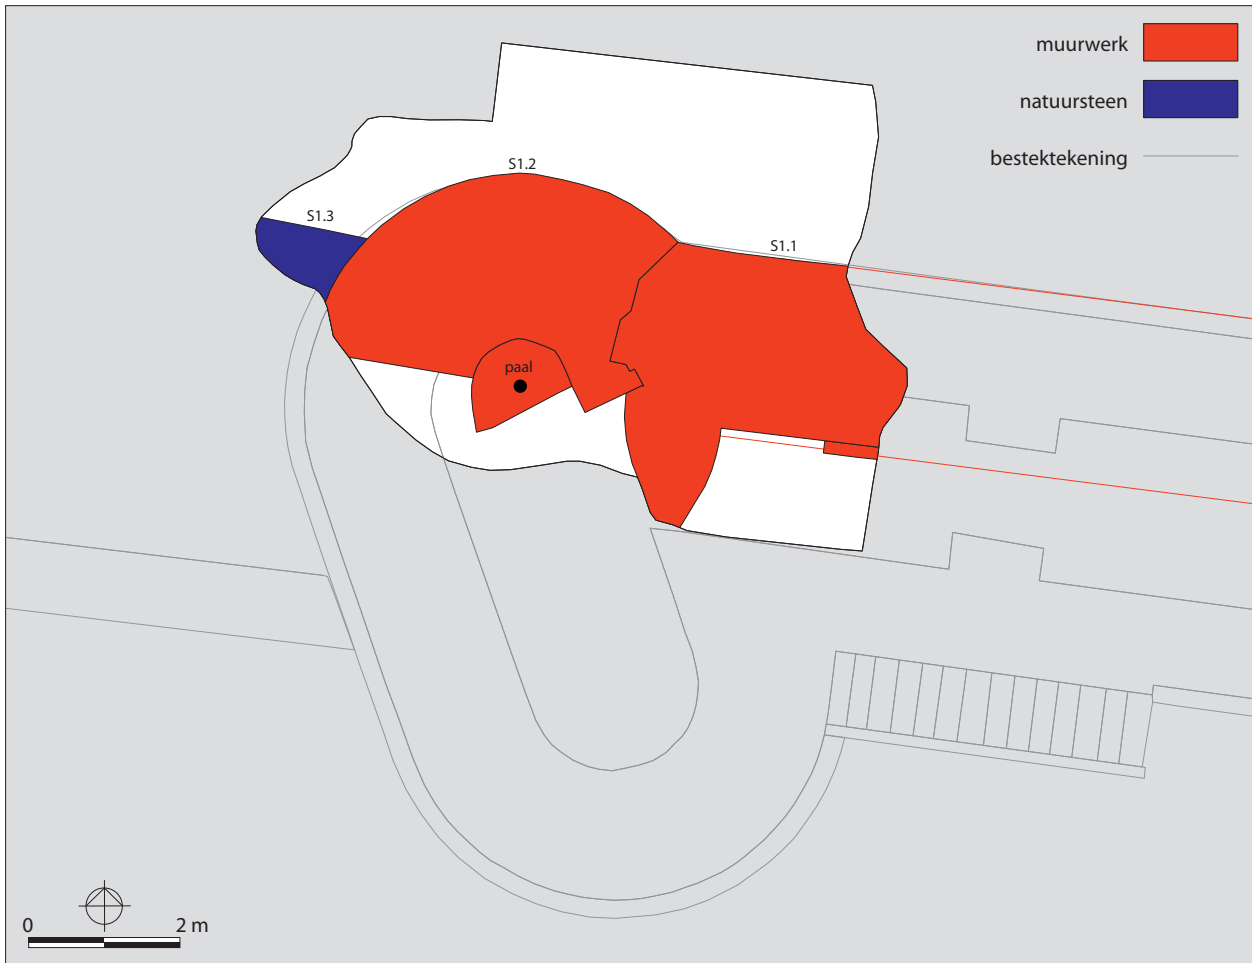 muurwerk
natuursteen
bestektekening
S1.2
S1.3
S1.1
paal
0 2 m